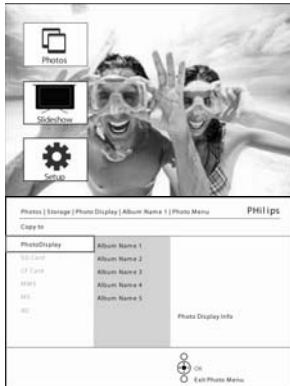 Photos
Slideshow
Setup
Photos | Storage | Photo Display | Album Name 1 | Photo Menu
PHilips
Copy to
PhotoDisplay
Album Name 1
SD Card
Album Name 2
CF Card
Album Name 3
MMS
Album Name 4
MS
Album Name 5
Photo Display Info
OK
Exit Photo Menu